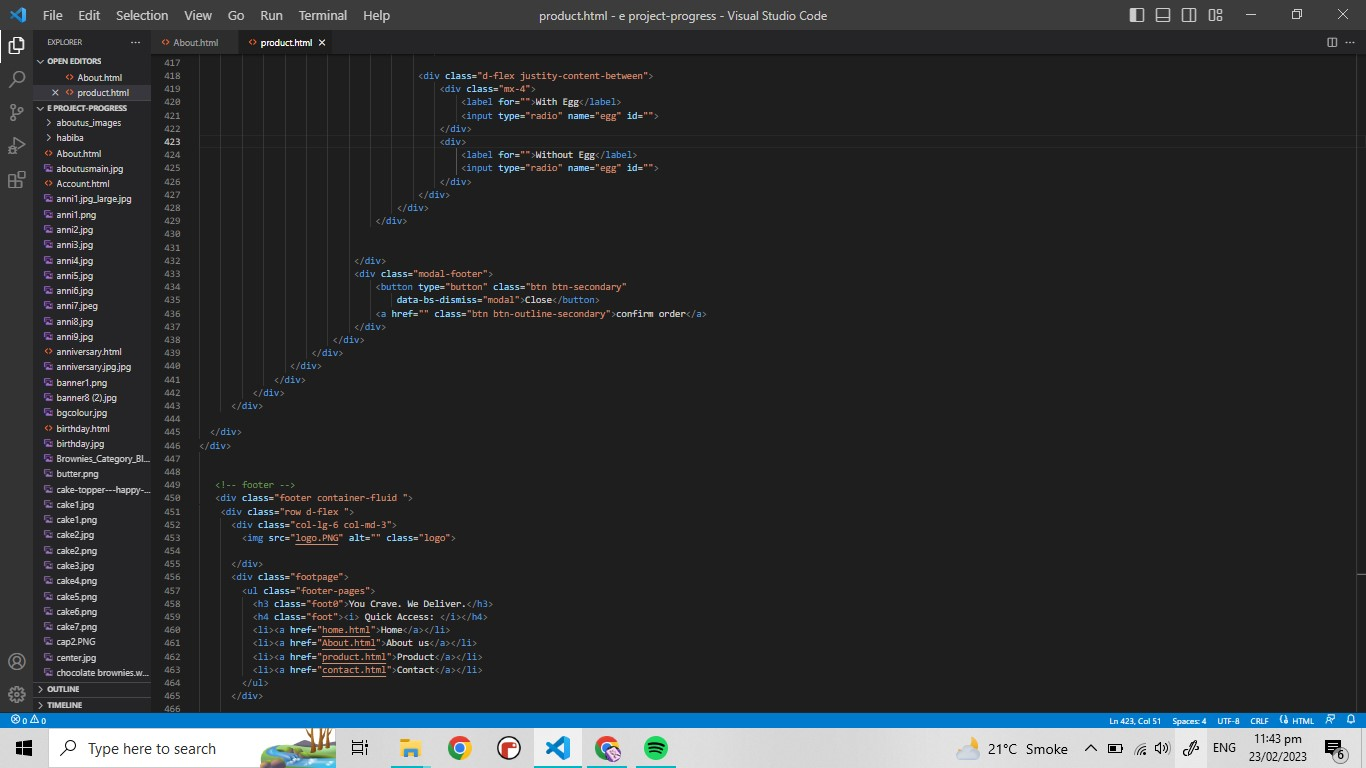 File Edit Selection View Go Run Terminal Help
product.html - e project-progress - Visual Studio Code
EXPLORER
OPEN EDITORS
About.html
product.html
E PROJECT-PROGRESS
aboutus_images
habiba
About.html
aboutusmain.jpg
Account.html
anni1.jpg_large.jpg
anni1.png
anni2.jpg
anni3.jpg
anni4.jpg
anni5.jpg
anni6.jpg
anni7.jpeg
anni8.jpg
anni9.jpg
anniversary.html
anniversary.jpg.jpg
banner1.png
banner8 (2).jpg
bgcolour.jpg
birthday.html
birthday.jpg
Brownies_Category_Bl...
butter.png
cake-topper---happy-...
cake1.jpg
cake1.png
cake2.jpg
cake2.png
cake3.jpg
cake4.png
cake5.png
cake6.png
cake7.png
cap2.PNG
center.jpg
chocolate brownies.w...
OUTLINE
TIMELINE
About.html product.html
417
418 <div class="d-flex justity-content-between">
419 <div class="mx-4">
420 <label for="">With Egg</label>
421 <input type="radio" name="egg" id="">
422 </div>
423 <div>
424 <label for="">Without Egg</label>
425 <input type="radio" name="egg" id="">
426 </div>
427 </div>
428 </div>
429 </div>
430
431
432 </div>
433 <div class="modal-footer">
434 <button type="button" class="btn btn-secondary"
435 data-bs-dismiss="modal">Close</button>
436 <a href="" class="btn btn-outline-secondary">confirm order</a>
437 </div>
438 </div>
439 </div>
440 </div>
441 </div>
442 </div>
443 </div>
444
445 </div>
446 </div>
447
448
449 <!-- footer -->
450 <div class="footer container-fluid ">
451 <div class="row d-flex ">
452 <div class="col-lg-6 col-md-3">
453 <img src="logo.PNG" alt="" class="logo">
454
455 </div>
456 <div class="footpage">
457 <ul class="footer-pages">
458 <h3 class="foot0">You Crave. We Deliver.</h3>
459 <h4 class="foot"><i> Quick Access: </i></h4>
460 <li><a href="home.html">Home</a></li>
461 <li><a href="About.html">About us</a></li>
462 <li><a href="product.html">Product</a></li>
463 <li><a href="contact.html">Contact</a></li>
464 </ul>
465 </div>
466
0 0
Ln 423, Col 51 Spaces: 4 UTF-8 CRLF HTML
Type here to search
21°C Smoke
ENG
11:43 pm
23/02/2023
6